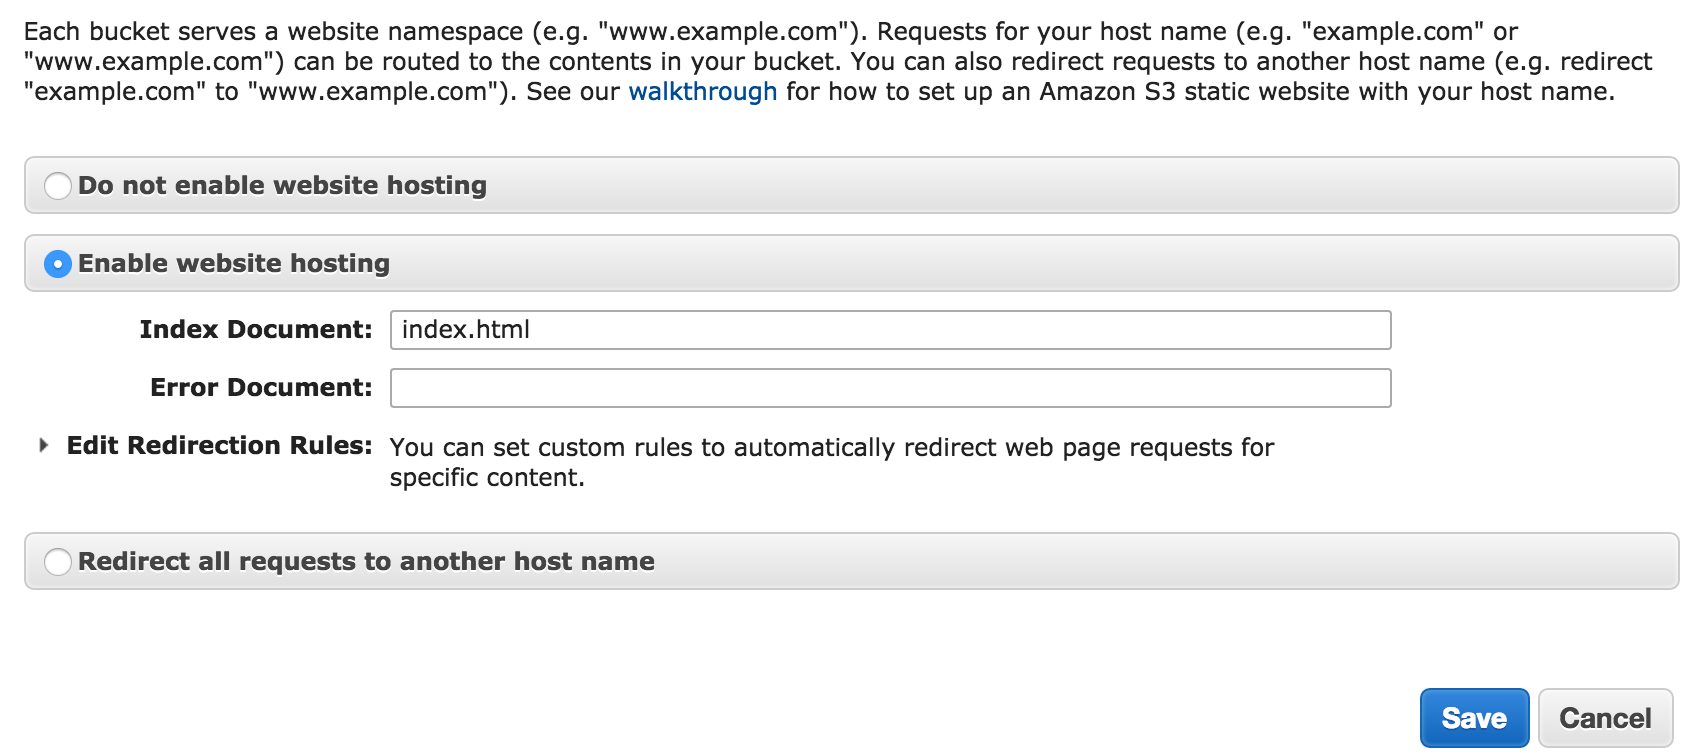 Each bucket serves a website namespace (e.g. "www.example.com"). Requests for your host name (e.g. "example.com" or
"www.example.com") can be routed to the contents in your bucket. You can also redirect requests to another host name (e.g. redirect
"example.com" to "www.example.com"). See our walkthrough for how to set up an Amazon S3 static website with your host name.
Do not enable website hosting
Enable website hosting
Index Document: index.html
Error Document:
Edit Redirection Rules: You can set custom rules to automatically redirect web page requests for
specific content.
Redirect all requests to another host name
Save Cancel